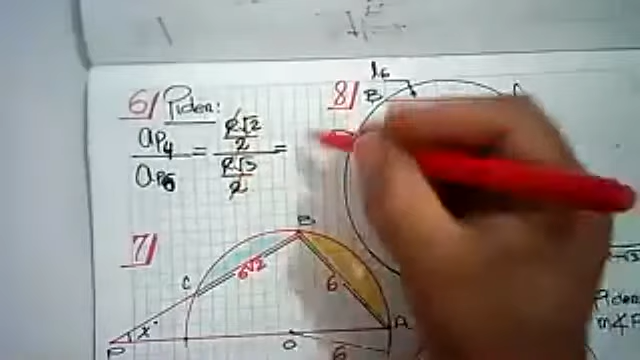 6/ Piden:
ap4 / ap6 = (R√2/2) / (R√3/2) =
8/
l6
B
7/
B
C
6√2
6
x°
P
O
A
6
Piden
m∡P